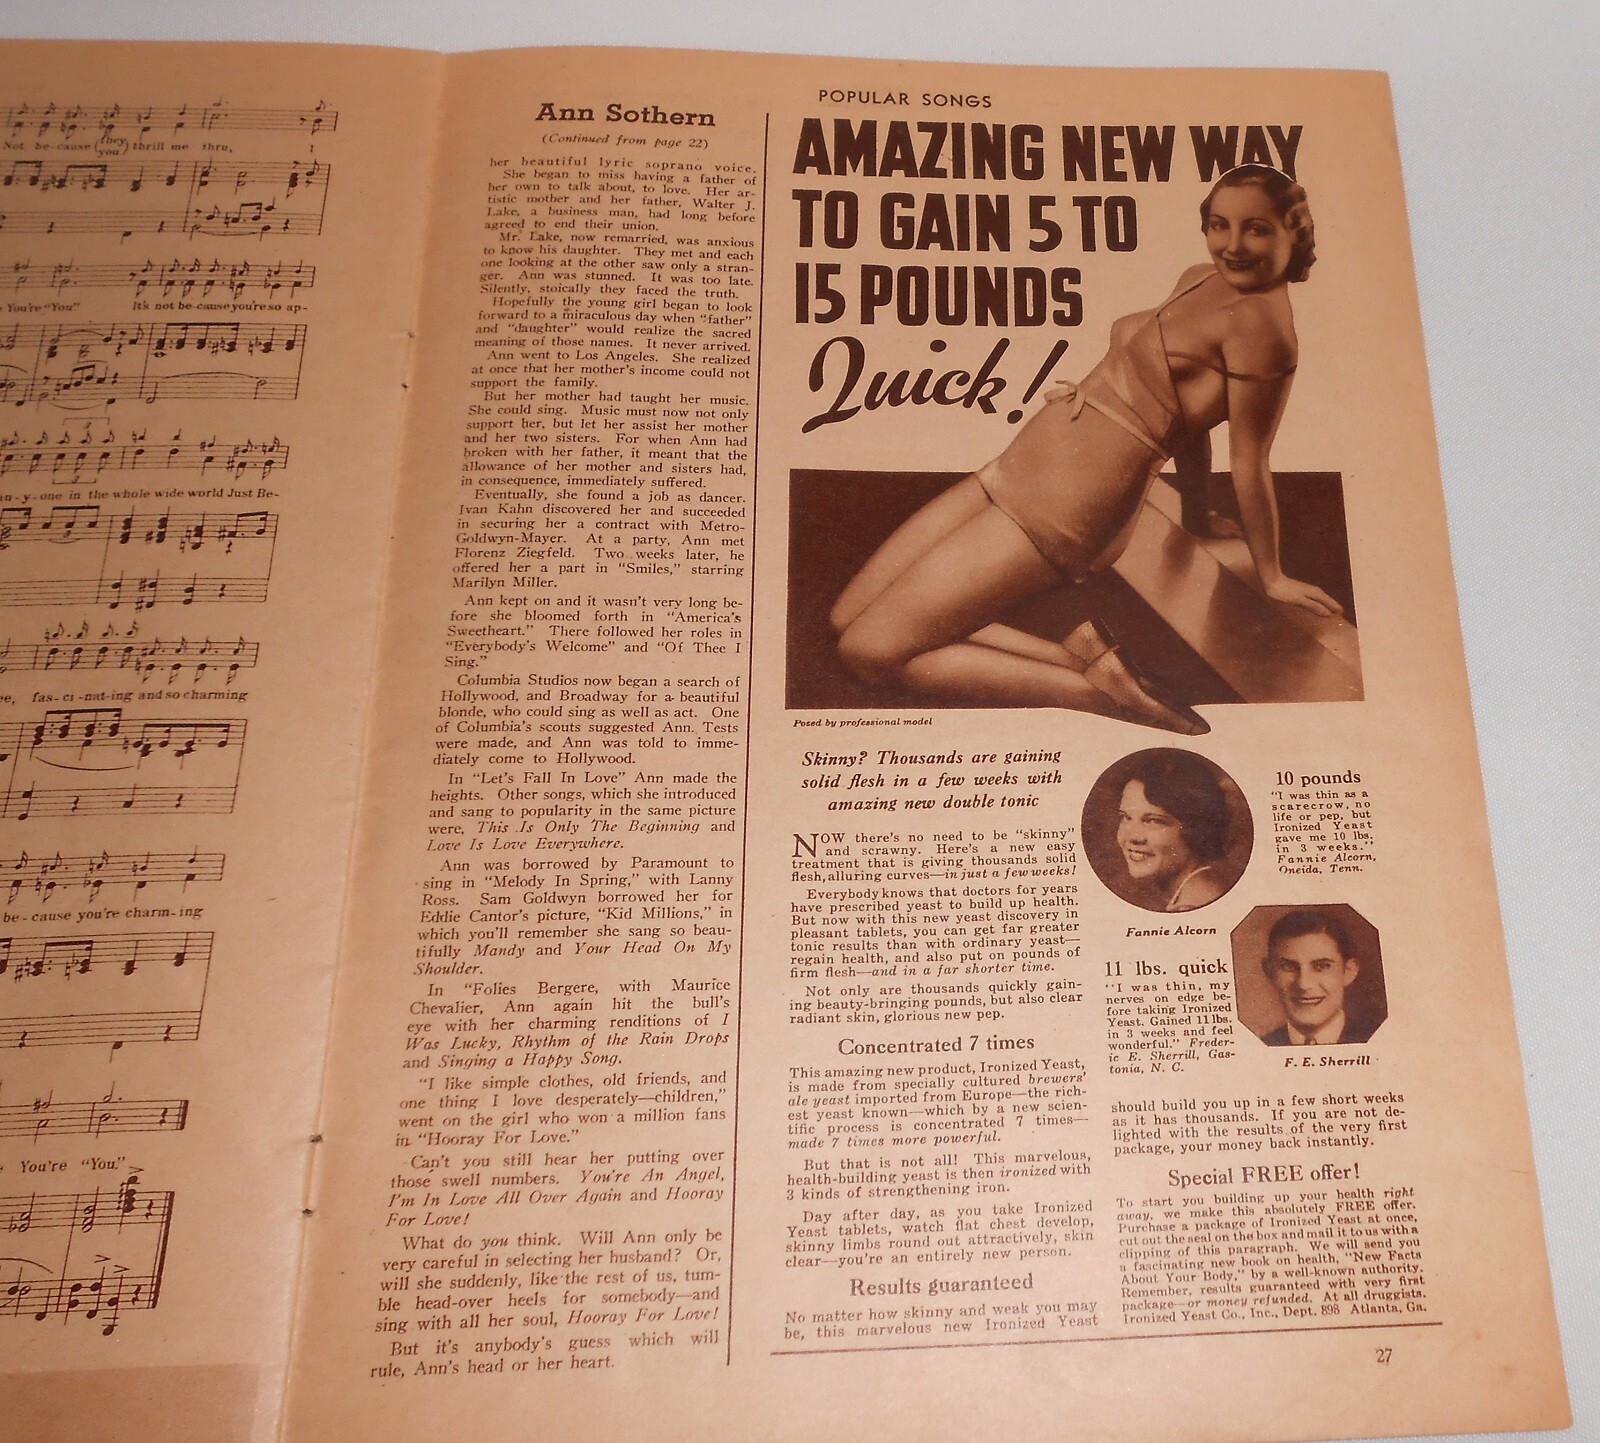 Not be-cause (they you) thrill me thru, I
You're "You" It's not be-cause you're so ap-
an-y-one in the whole wide world Just Be-
fas-ci-nat-ing and so charming
be-cause you're charm-ing
You're "You."
Ann Sothern
(Continued from page 22)
her beautiful lyric soprano voice.
She began to miss having a father of
her own to talk about, to love. Her ar-
tistic mother and her father, Walter J.
Lake, a business man, had long before
agreed to end their union.
Mr. Lake, now remarried, was anxious
to know his daughter. They met and each
one looking at the other saw only a stran-
ger. Ann was stunned. It was too late.
Silently, stoically they faced the truth.
Hopefully the young girl began to look
forward to a miraculous day when "father"
and "daughter" would realize the sacred
meaning of those names. It never arrived.
Ann went to Los Angeles. She realized
at once that her mother's income could not
support the family.
But her mother had taught her music.
She could sing. Music must now not only
support her, but let her assist her mother
and her two sisters. For when Ann had
broken with her father, it meant that the
allowance of her mother and sisters had,
in consequence, immediately suffered.
Eventually, she found a job as dancer.
Ivan Kahn discovered her and succeeded
in securing her a contract with Metro-
Goldwyn-Mayer. At a party, Ann met
Florenz Ziegfeld. Two weeks later, he
offered her a part in "Smiles," starring
Marilyn Miller.
Ann kept on and it wasn't very long be-
fore she bloomed forth in "America's
Sweetheart." There followed her roles in
"Everybody's Welcome" and "Of Thee I
Sing."
Columbia Studios now began a search of
Hollywood, and Broadway for a beautiful
blonde, who could sing as well as act. One
of Columbia's scouts suggested Ann. Tests
were made, and Ann was told to imme-
diately come to Hollywood.
In "Let's Fall In Love" Ann made the
heights. Other songs, which she introduced
and sang to popularity in the same picture
were, This Is Only The Beginning and
Love Is Love Everywhere.
Ann was borrowed by Paramount to
sing in "Melody In Spring," with Lanny
Ross. Sam Goldwyn borrowed her for
Eddie Cantor's picture, "Kid Millions," in
which you'll remember she sang so beau-
tifully Mandy and Your Head On My
Shoulder.
In "Folies Bergere, with Maurice
Chevalier, Ann again hit the bull's
eye with her charming renditions of I
Was Lucky, Rhythm of the Rain Drops
and Singing a Happy Song.
"I like simple clothes, old friends, and
one thing I love desperately—children,"
went on the girl who won a million fans
in "Hooray For Love."
Can't you still hear her putting over
those swell numbers. You're An Angel,
I'm In Love All Over Again and Hooray
For Love!
What do you think. Will Ann only be
very careful in selecting her husband? Or,
will she suddenly, like the rest of us, tum-
ble head-over heels for somebody—and
sing with all her soul, Hooray For Love!
But it's anybody's guess which will
rule, Ann's head or her heart.
POPULAR SONGS
AMAZING NEW WAY
TO GAIN 5 TO
15 POUNDS
Quick!
Posed by professional model
Skinny? Thousands are gaining
solid flesh in a few weeks with
amazing new double tonic
NOW there's no need to be "skinny"
and scrawny. Here's a new easy
treatment that is giving thousands solid
flesh, alluring curves—in just a few weeks!
Everybody knows that doctors for years
have prescribed yeast to build up health.
But now with this new yeast discovery in
pleasant tablets, you can get far greater
tonic results than with ordinary yeast—
regain health, and also put on pounds of
firm flesh—and in a far shorter time.
Not only are thousands quickly gain-
ing beauty-bringing pounds, but also clear
radiant skin, glorious new pep.
Concentrated 7 times
This amazing new product, Ironized Yeast,
is made from specially cultured brewers'
ale yeast imported from Europe—the rich-
est yeast known—which by a new scien-
tific process is concentrated 7 times—
made 7 times more powerful.
But that is not all! This marvelous,
health-building yeast is then ironized with
3 kinds of strengthening iron.
Day after day, as you take Ironized
Yeast tablets, watch flat chest develop,
skinny limbs round out attractively, skin
clear—you're an entirely new person.
Results guaranteed
No matter how skinny and weak you may
be, this marvelous new Ironized Yeast
10 pounds
"I was thin as a
scarecrow, no
life or pep, but
Ironized Yeast
gave me 10 lbs.
in 3 weeks."
Fannie Alcorn,
Oneida, Tenn.
Fannie Alcorn
11 lbs. quick
"I was thin, my
nerves on edge be-
fore taking Ironized
Yeast. Gained 11 lbs.
in 3 weeks and feel
wonderful." Freder-
ic E. Sherrill, Gas-
tonia, N. C.
F. E. Sherrill
should build you up in a few short weeks
as it has thousands. If you are not de-
lighted with the results of the very first
package, your money back instantly.
Special FREE offer!
To start you building up your health right
away, we make this absolutely FREE offer.
Purchase a package of Ironized Yeast at once,
cut out the seal on the box and mail it to us with a
clipping of this paragraph. We will send you
a fascinating new book on health, "New Facts
About Your Body," by a well-known authority.
Remember, results guaranteed with very first
package—or money refunded. At all druggists.
Ironized Yeast Co., Inc., Dept. 898 Atlanta, Ga.
27